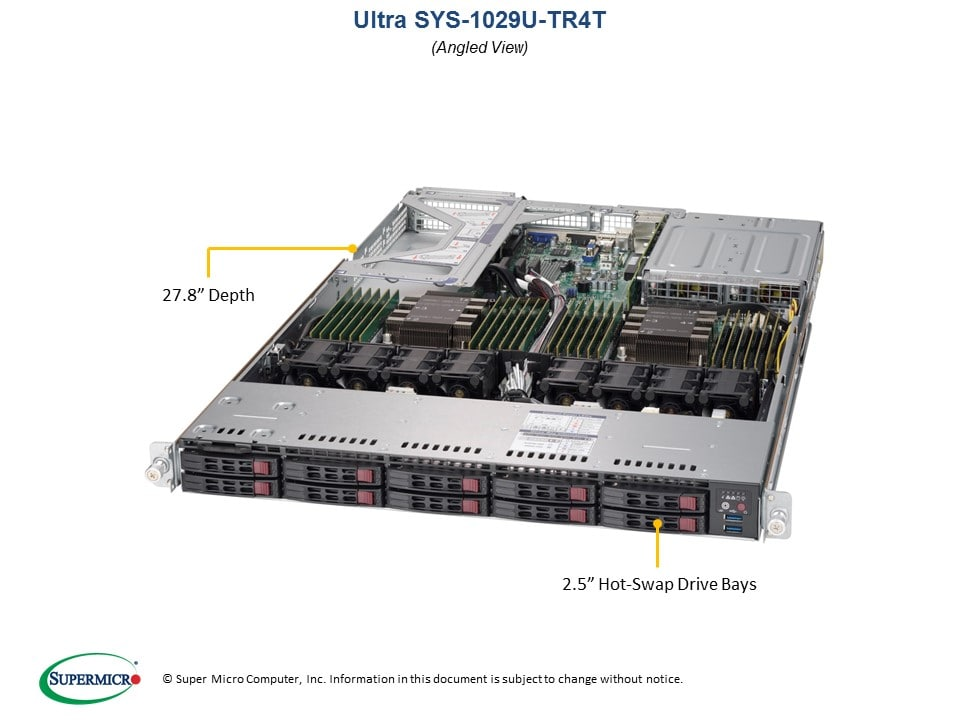 Ultra SYS-1029U-TR4T
(Angled View)
27.8” Depth
2.5” Hot-Swap Drive Bays
SUPERMICRO
© Super Micro Computer, Inc. Information in this document is subject to change without notice.